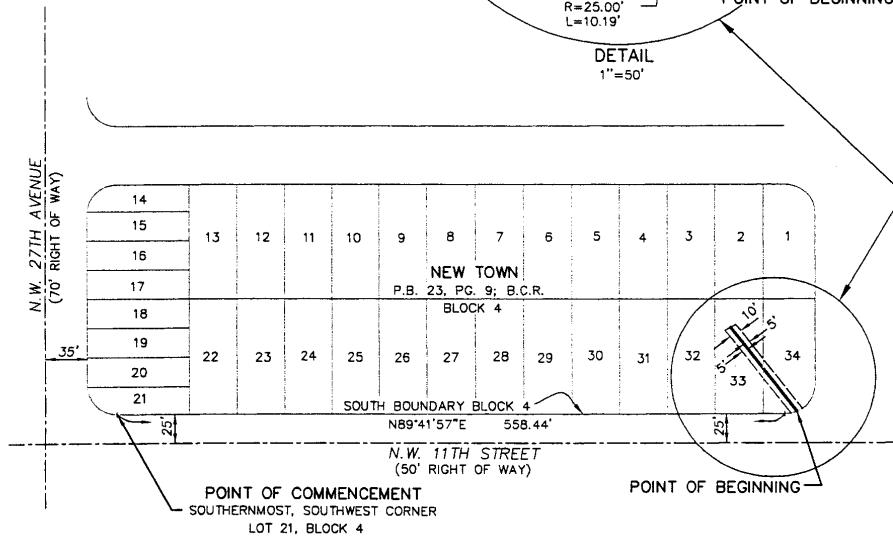 R=25.00'
L=10.19'
POINT OF BEGINNING
DETAIL
1"=50'
N.W. 27TH AVENUE
(70' RIGHT OF WAY)
14
15
16
17
18
19
20
21
13 12 11 10 9 8 7 6 5 4 3 2 1
NEW TOWN
P.B. 23, PG. 9; B.C.R.
BLOCK 4
22 23 24 25 26 27 28 29 30 31 32 33 34
10'
5'
5'
35'
SOUTH BOUNDARY BLOCK 4
N89°41'57"E 558.44'
25'
25'
N.W. 11TH STREET
(50' RIGHT OF WAY)
POINT OF COMMENCEMENT
SOUTHERNMOST, SOUTHWEST CORNER
LOT 21, BLOCK 4
POINT OF BEGINNING